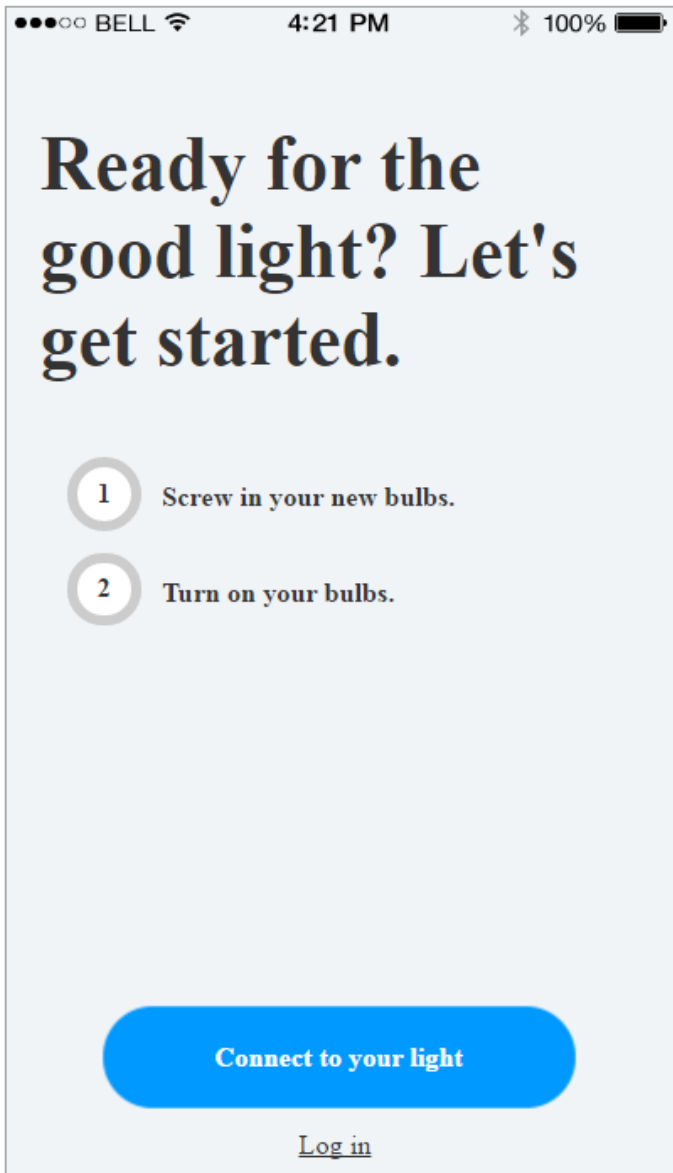 BELL 4:21 PM 100%
Ready for the
good light? Let's
get started.
1 Screw in your new bulbs.
2 Turn on your bulbs.
Connect to your light
Log in